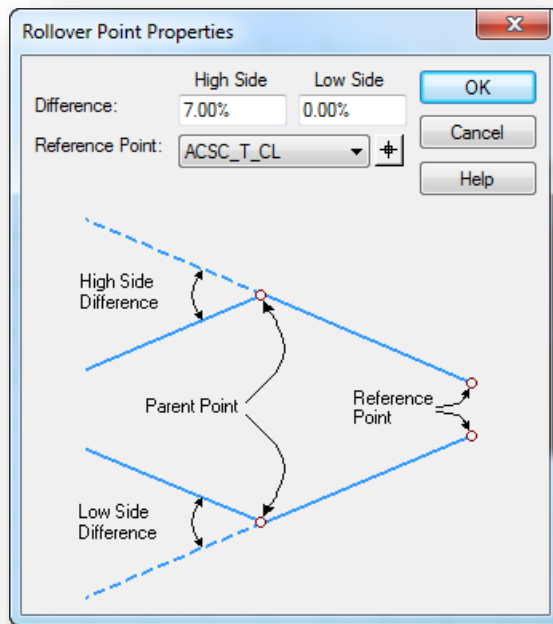 Rollover Point Properties
High Side Low Side
Difference: 7.00% 0.00%
Reference Point: ACSC_T_CL
OK
Cancel
Help
High Side
Difference
Parent Point
Reference
Point
Low Side
Difference